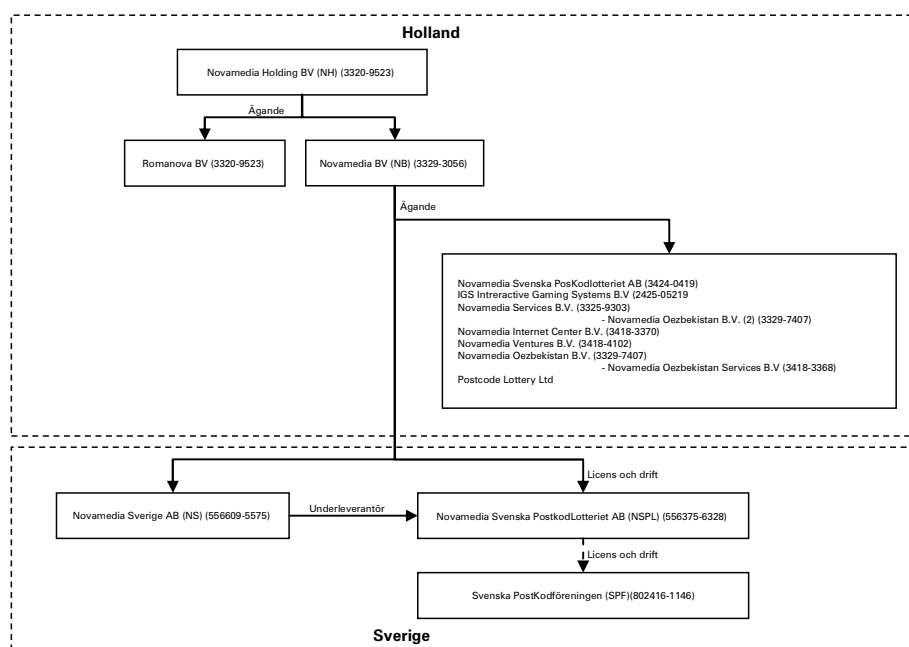 Holland
Novamedia Holding BV (NH) (3320-9523)
Ägande
Romanova BV (3320-9523)
Novamedia BV (NB) (3329-3056)
Ägande
Novamedia Svenska PosKodlotteriet AB (3424-0419)
IGS Intreractive Gaming Systems B.V (2425-05219
Novamedia Services B.V. (3325-9303)
- Novamedia Oezbekistan B.V. (2) (3329-7407)
Novamedia Internet Center B.V. (3418-3370)
Novamedia Ventures B.V. (3418-4102)
Novamedia Oezbekistan B.V. (3329-7407)
- Novamedia Oezbekistan Services B.V (3418-3368)
Postcode Lottery Ltd
Licens och drift
Novamedia Sverige AB (NS) (556609-5575)
Underleverantör
Novamedia Svenska PostkodLotteriet AB (NSPL) (556375-6328)
Licens och drift
Svenska PostKodföreningen (SPF)(802416-1146)
Sverige